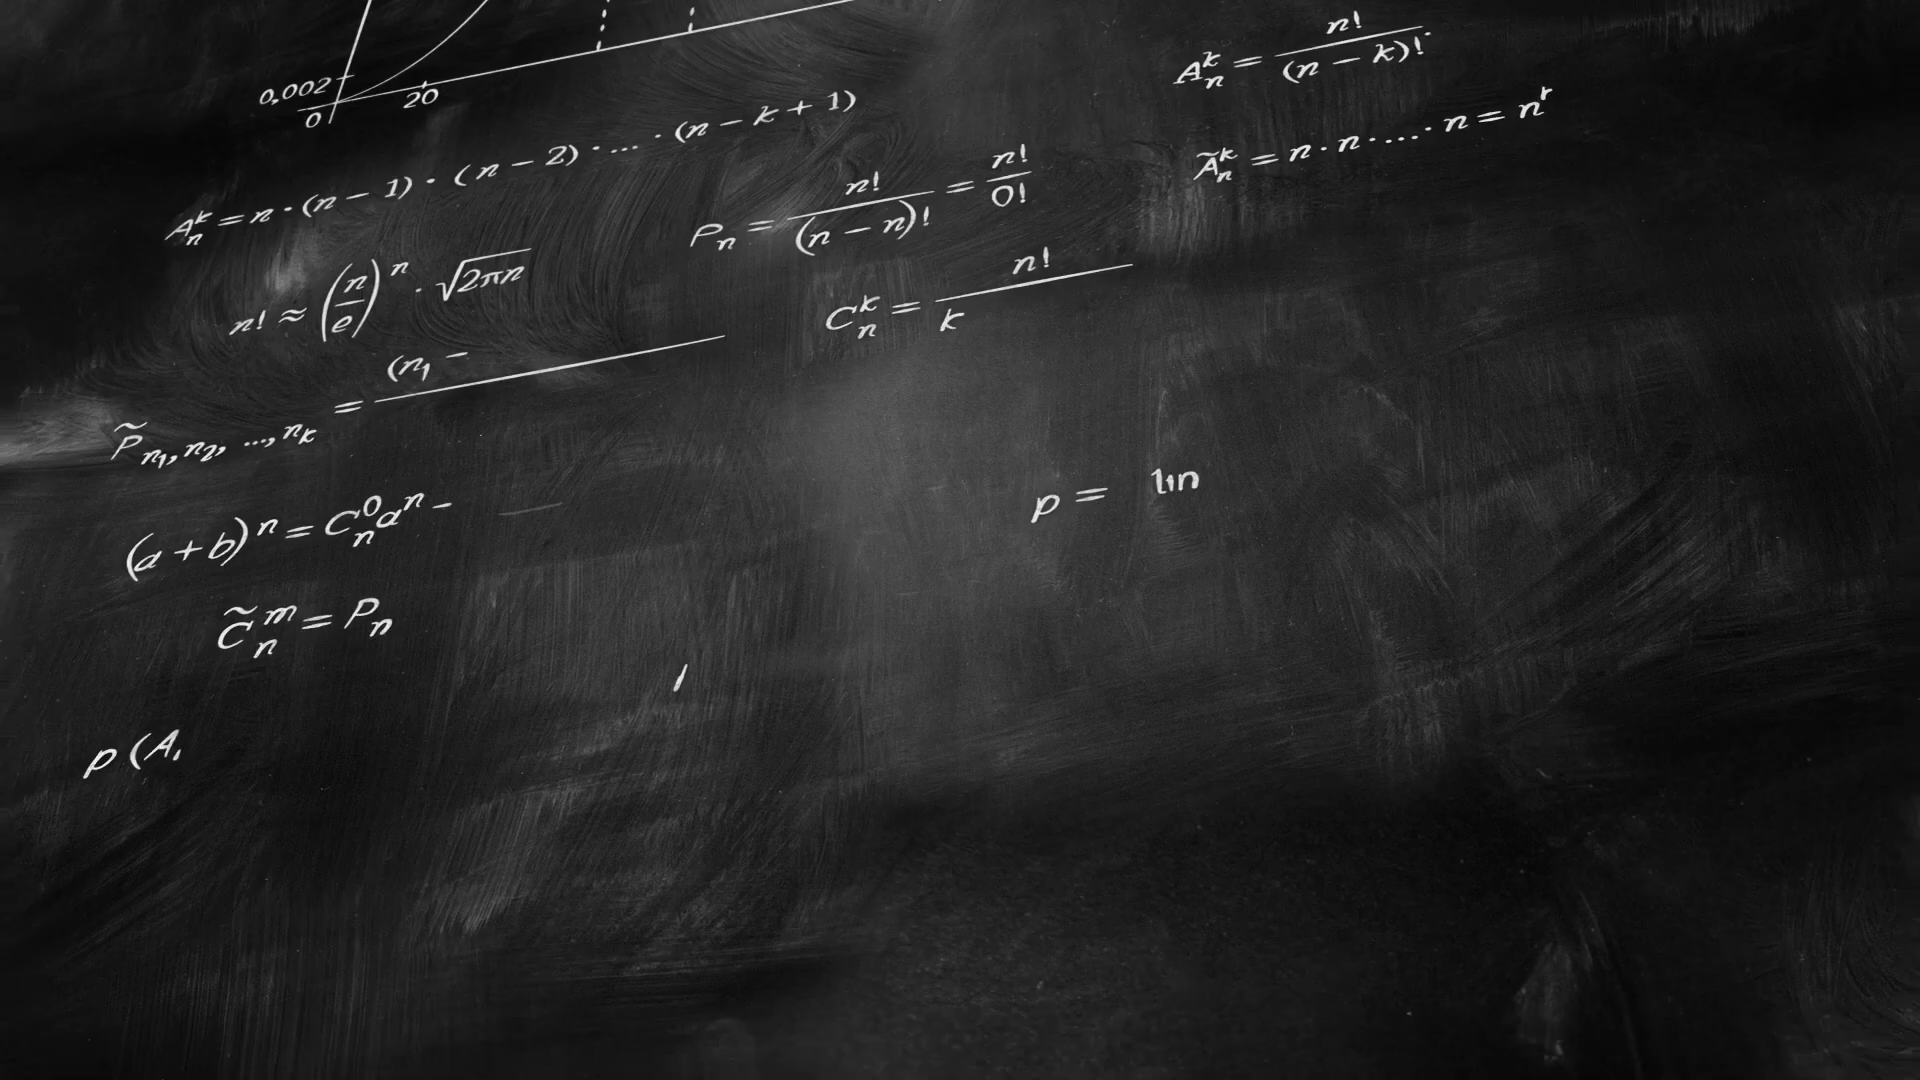 0,002
0
20
A_n^k = n · (n − 1) · (n − 2) · ... · (n − k + 1)
A_n^k = n! / (n − k)!
Ã_n^k = n · n · .... · n = n^r
P_n = n! / (n − n)! = n! / 0!
n! ≈ (n/e)^n · √2πn
C_n^k = n! / k
P̃_{n₁, n₂, ..., n_k} = (n₁ −
(a + b)^n = C_n^0 a^n −
p = lin
C̃_n^m = P_n
p (A,